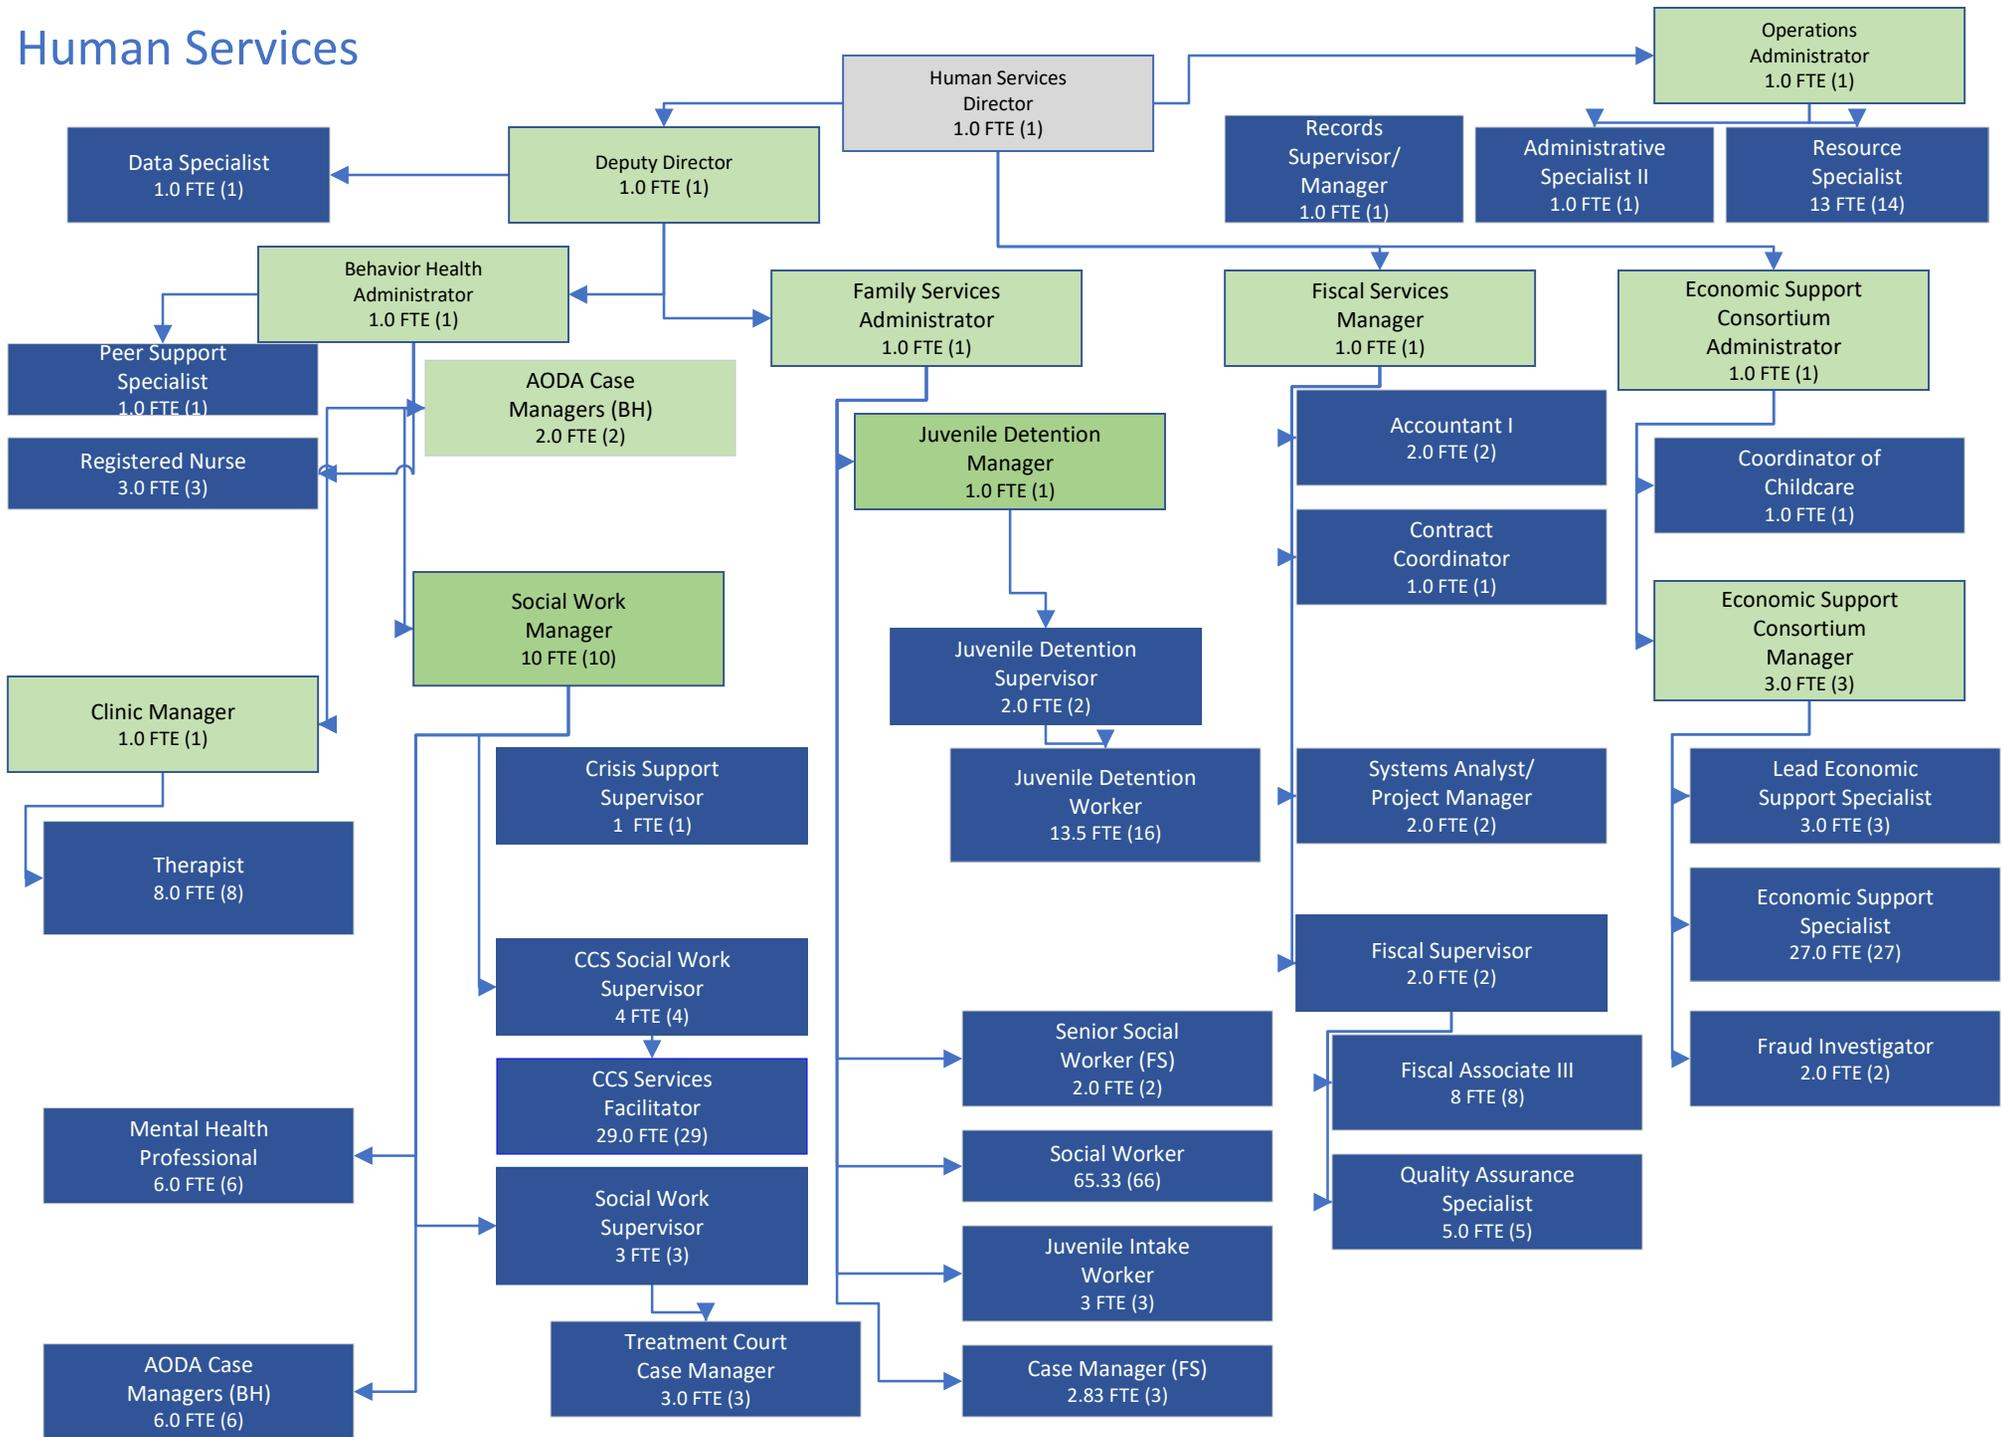 Human Services
Operations
Administrator
1.0 FTE (1)
Human Services
Director
1.0 FTE (1)
Records
Supervisor/
Manager
1.0 FTE (1)
Administrative
Specialist II
1.0 FTE (1)
Resource
Specialist
13 FTE (14)
Data Specialist
1.0 FTE (1)
Deputy Director
1.0 FTE (1)
Behavior Health
Administrator
1.0 FTE (1)
Family Services
Administrator
1.0 FTE (1)
Fiscal Services
Manager
1.0 FTE (1)
Economic Support
Consortium
Administrator
1.0 FTE (1)
Peer Support
Specialist
1.0 FTE (1)
AODA Case
Managers (BH)
2.0 FTE (2)
Registered Nurse
3.0 FTE (3)
Juvenile Detention
Manager
1.0 FTE (1)
Accountant I
2.0 FTE (2)
Coordinator of
Childcare
1.0 FTE (1)
Contract
Coordinator
1.0 FTE (1)
Social Work
Manager
10 FTE (10)
Economic Support
Consortium
Manager
3.0 FTE (3)
Juvenile Detention
Supervisor
2.0 FTE (2)
Clinic Manager
1.0 FTE (1)
Crisis Support
Supervisor
1  FTE (1)
Juvenile Detention
Worker
13.5 FTE (16)
Systems Analyst/
Project Manager
2.0 FTE (2)
Lead Economic
Support Specialist
3.0 FTE (3)
Therapist
8.0 FTE (8)
Economic Support
Specialist
27.0 FTE (27)
CCS Social Work
Supervisor
4 FTE (4)
Fiscal Supervisor
2.0 FTE (2)
Senior Social
Worker (FS)
2.0 FTE (2)
Fraud Investigator
2.0 FTE (2)
CCS Services
Facilitator
29.0 FTE (29)
Fiscal Associate III
8 FTE (8)
Mental Health
Professional
6.0 FTE (6)
Social Worker
65.33 (66)
Quality Assurance
Specialist
5.0 FTE (5)
Social Work
Supervisor
3 FTE (3)
Juvenile Intake
Worker
3 FTE (3)
Treatment Court
Case Manager
3.0 FTE (3)
AODA Case
Managers (BH)
6.0 FTE (6)
Case Manager (FS)
2.83 FTE (3)